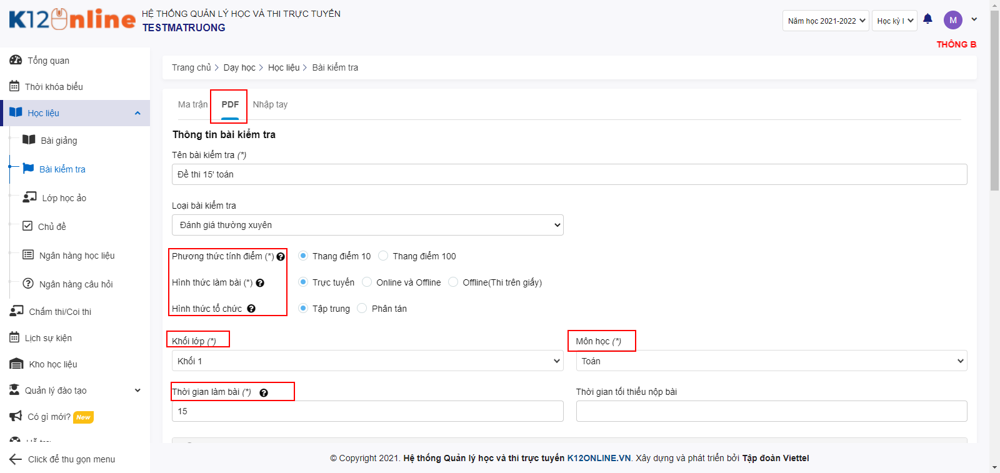 K12Online
HỆ THỐNG QUẢN LÝ HỌC VÀ THI TRỰC TUYẾN
TESTMATRUONG
Năm học 2021-2022
Học kỳ I
M
THÔNG B
Tổng quan
Thời khóa biểu
Học liệu
Bài giảng
Bài kiểm tra
Lớp học ảo
Chủ đề
Ngân hàng học liệu
Ngân hàng câu hỏi
Chấm thi/Coi thi
Lịch sự kiện
Kho học liệu
Quản lý đào tạo
Có gì mới? New
Hỗ trợ
Click để thu gọn menu
Trang chủ > Dạy học > Học liệu > Bài kiểm tra
Ma trận PDF Nhập tay
Thông tin bài kiểm tra
Tên bài kiểm tra (*)
Đề thi 15' toán
Loại bài kiểm tra
Đánh giá thường xuyên
Phương thức tính điểm (*) ? Thang điểm 10 Thang điểm 100
Hình thức làm bài (*) ? Trực tuyến Online và Offline Offline(Thi trên giấy)
Hình thức tổ chức ? Tập trung Phân tán
Khối lớp (*) Môn học (*)
Khối 1 Toán
Thời gian làm bài (*) ? Thời gian tối thiểu nộp bài
15
© Copyright 2021. Hệ thống Quản lý học và thi trực tuyến K12ONLINE.VN. Xây dựng và phát triển bởi Tập đoàn Viettel